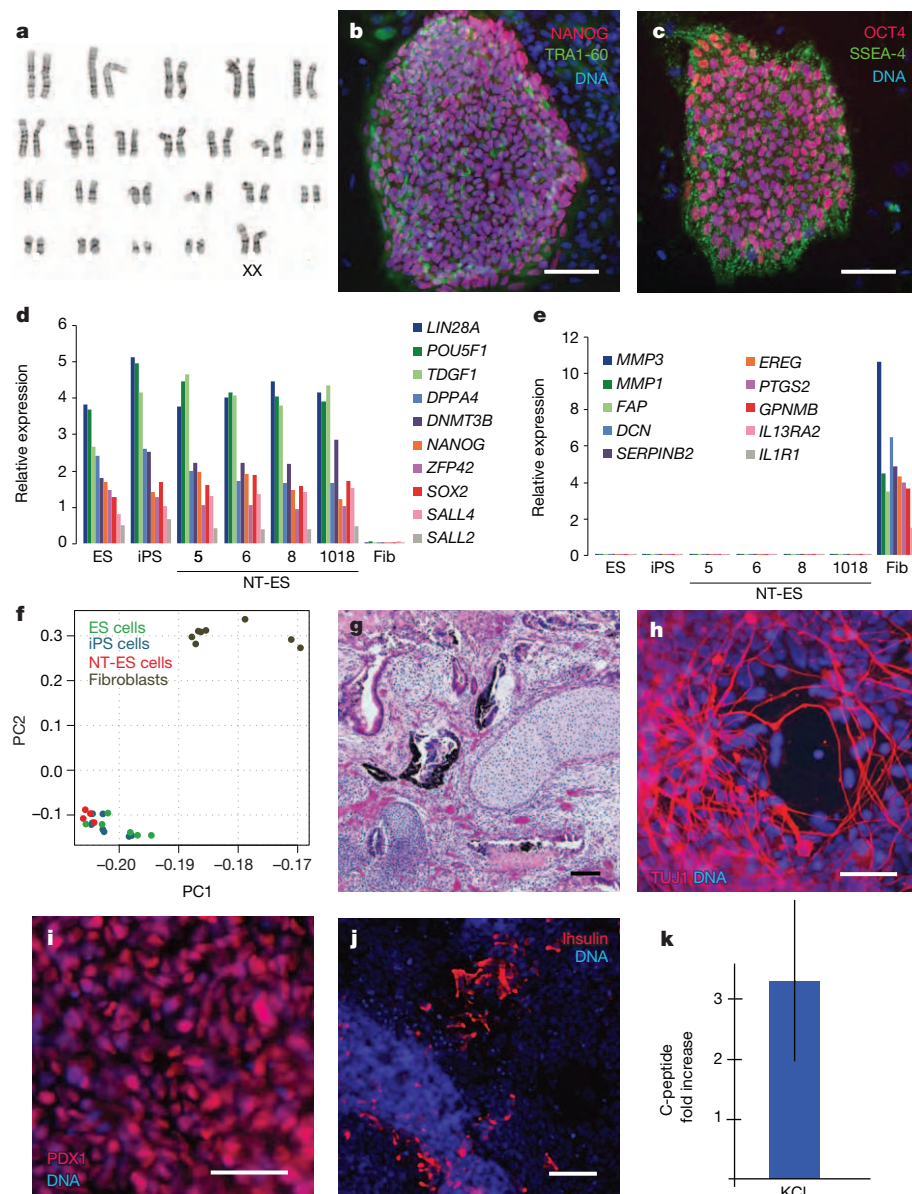 a
XX
b
NANOG
TRA1-60
DNA
c
OCT4
SSEA-4
DNA
d
Relative expression
6
5
4
3
2
1
0
ES iPS 5 6 8 1018 Fib
NT-ES
LIN28A
POU5F1
TDGF1
DPPA4
DNMT3B
NANOG
ZFP42
SOX2
SALL4
SALL2
e
Relative expression
12
10
8
6
4
2
0
MMP3
MMP1
FAP
DCN
SERPINB2
EREG
PTGS2
GPNMB
IL13RA2
IL1R1
ES iPS 5 6 8 1018 Fib
NT-ES
f
ES cells
iPS cells
NT-ES cells
Fibroblasts
PC2
0.3
0.2
0.1
0.0
−0.1
−0.20 −0.19 −0.18 −0.17
PC1
g
h
TUJ1 DNA
i
PDX1
DNA
j
Insulin
DNA
k
C-peptide
fold increase
3
2
1
KCL